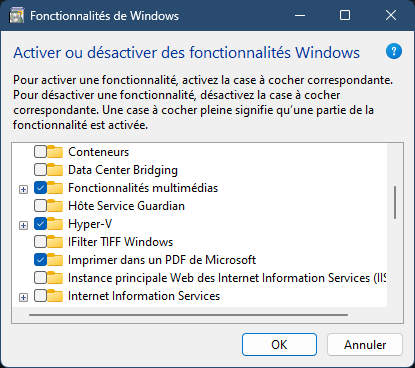 Fonctionnalités de Windows
Activer ou désactiver des fonctionnalités Windows
?
Pour activer une fonctionnalité, activez la case à cocher correspondante.
Pour désactiver une fonctionnalité, désactivez la case à cocher
correspondante. Une case à cocher pleine signifie qu’une partie de la
fonctionnalité est activée.
Conteneurs
Data Center Bridging
Fonctionnalités multimédias
Hôte Service Guardian
Hyper-V
IFilter TIFF Windows
Imprimer dans un PDF de Microsoft
Instance principale Web des Internet Information Services (IIS
Internet Information Services
OK
Annuler